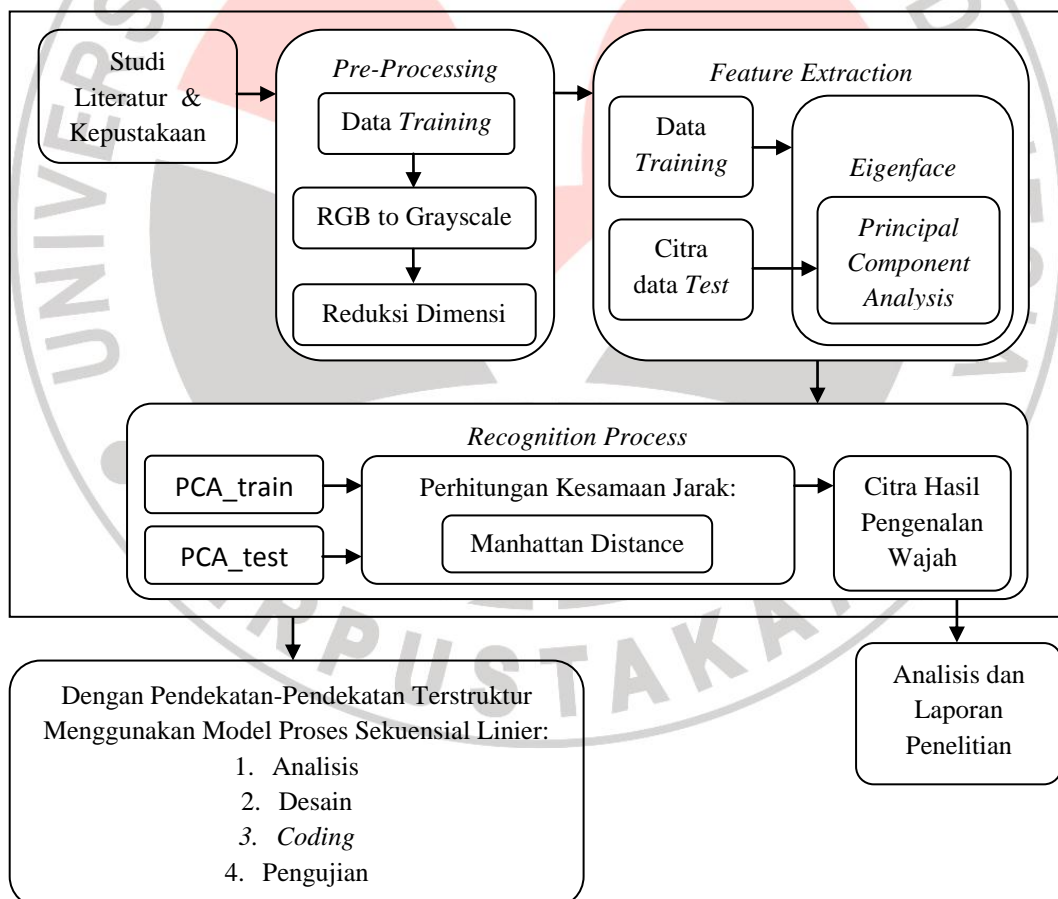 Studi
Literatur &
Kepustakaan
Pre-Processing
Data Training
RGB to Grayscale
Reduksi Dimensi
Feature Extraction
Data
Training
Citra
data Test
Eigenface
Principal
Component
Analysis
Recognition Process
PCA_train
PCA_test
Perhitungan Kesamaan Jarak:
Manhattan Distance
Citra Hasil
Pengenalan
Wajah
Dengan Pendekatan-Pendekatan Terstruktur
Menggunakan Model Proses Sekuensial Linier:
1. Analisis
2. Desain
3. Coding
4. Pengujian
Analisis dan
Laporan
Penelitian